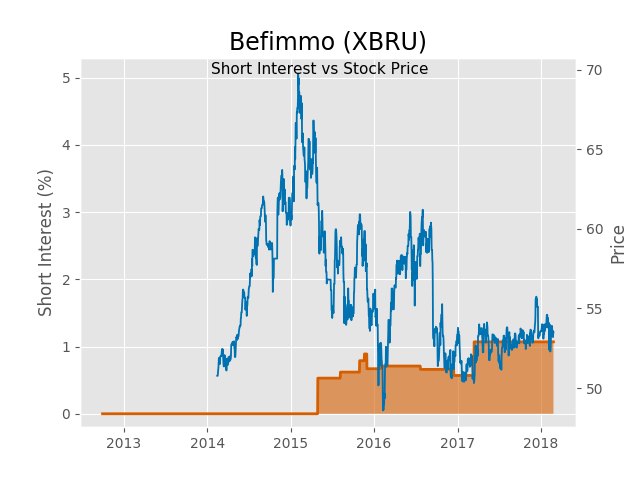 Befimmo (XBRU)
Short Interest vs Stock Price
Short Interest (%)
5
4
3
2
1
0
70
65
60
55
50
Price
2013 2014 2015 2016 2017 2018